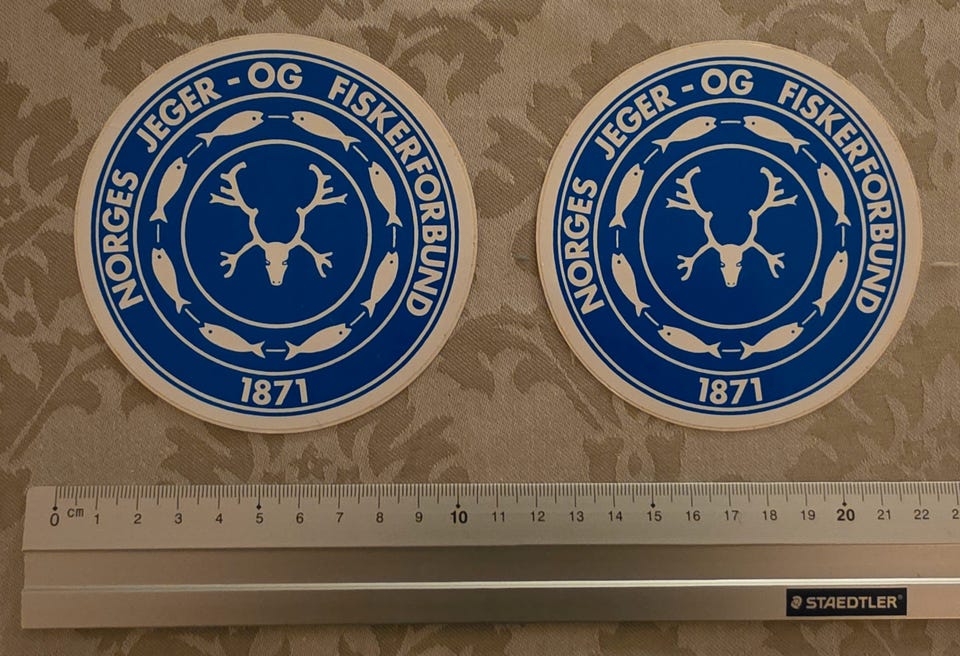 NORGES JEGER - OG FISKERFORBUND
1871
NORGES JEGER - OG FISKERFORBUND
1871
0 cm 1 2 3 4 5 6 7 8 9 10 11 12 13 14 15 16 17 18 19 20 21 22
STAEDTLER®